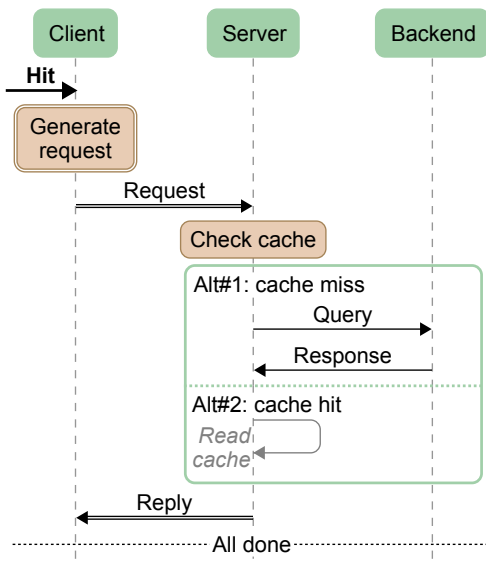 Client
Server
Backend
Hit
Generate
request
Request
Check cache
Alt#1: cache miss
Query
Response
Alt#2: cache hit
Read
cache
Reply
All done